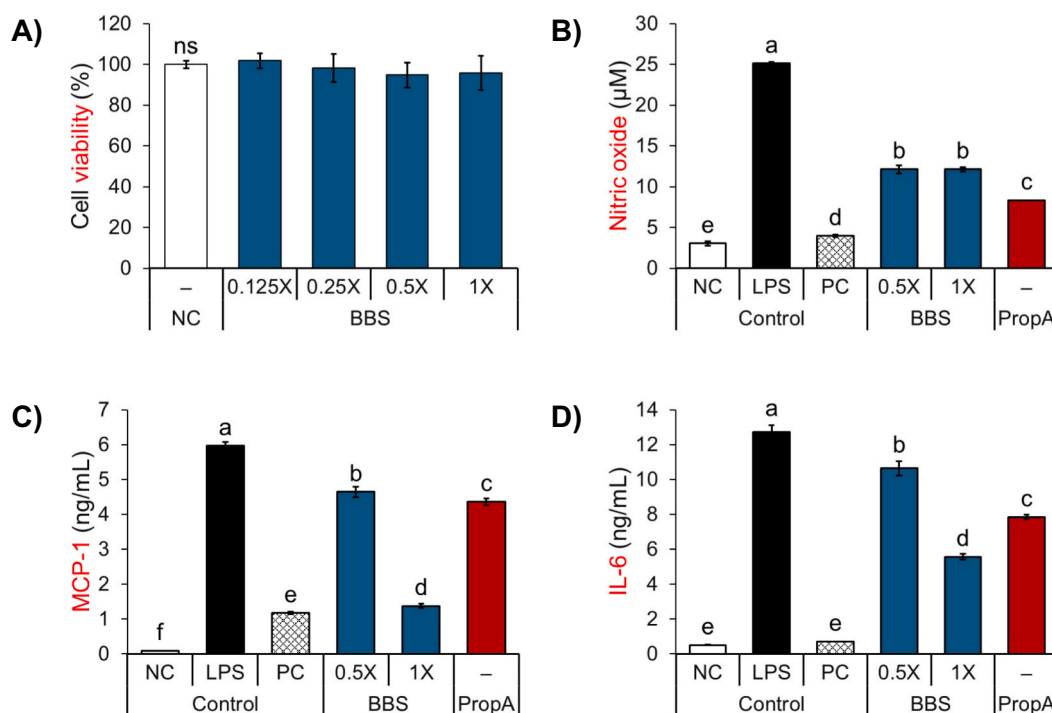 A)
Cell viability (%)
120
100
80
60
40
20
0
ns
– 0.125X 0.25X 0.5X 1X
NC BBS
B)
Nitric oxide (µM)
30
25
20
15
10
5
0
e a d b b c
NC LPS PC 0.5X 1X –
Control BBS PropA
C)
MCP-1 (ng/mL)
7
6
5
4
3
2
1
0
f a e b d c
NC LPS PC 0.5X 1X –
Control BBS PropA
D)
IL-6 (ng/mL)
14
12
10
8
6
4
2
0
e a e b d c
NC LPS PC 0.5X 1X –
Control BBS PropA